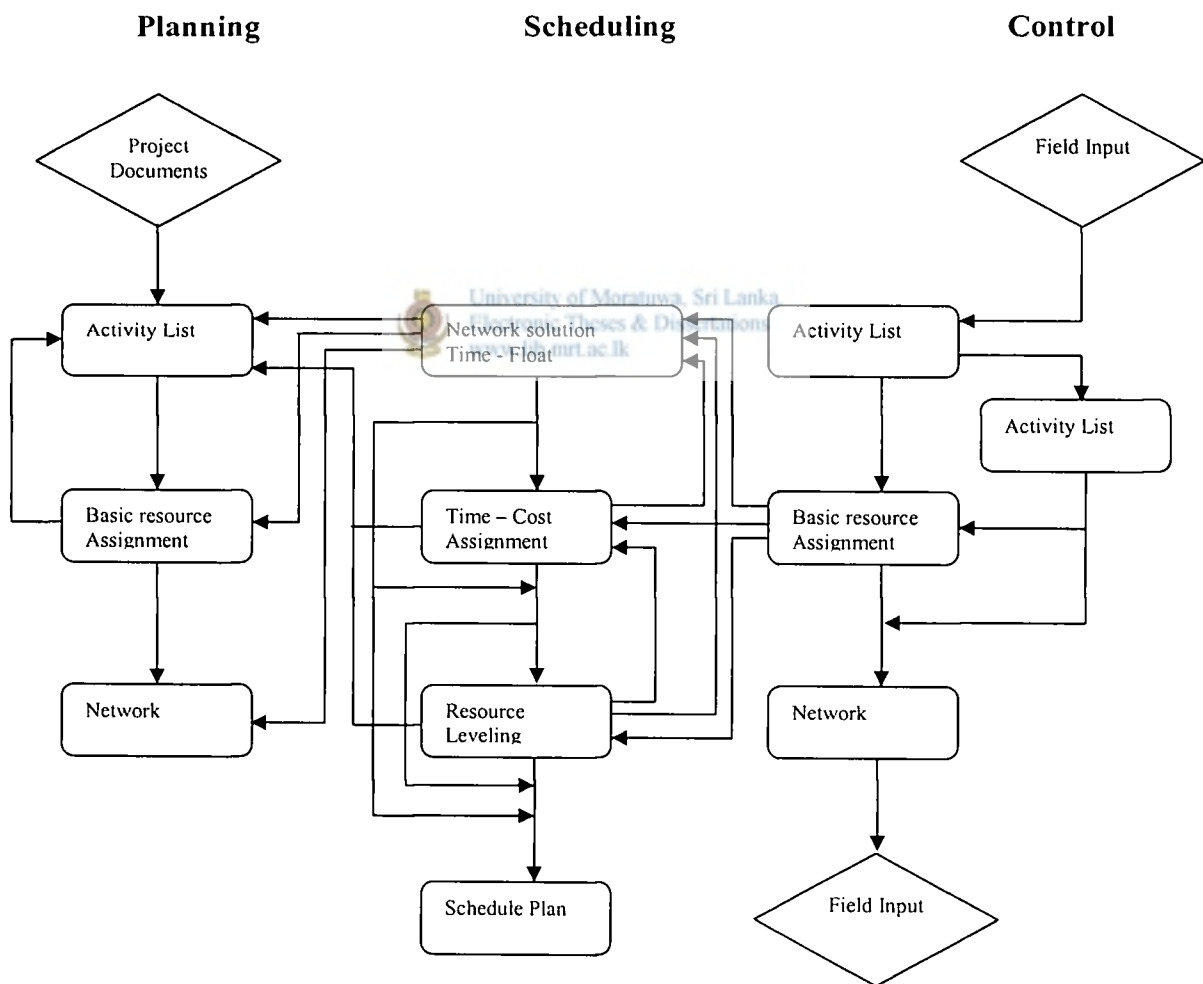 Planning
Scheduling
Control
Project
Documents
Field Input
University of Moratuwa, Sri Lanka
Electronic Theses & Dissertations
www.lib.mrt.ac.lk
Activity List
Network solution
Time - Float
Activity List
Activity List
Basic resource
Assignment
Time – Cost
Assignment
Basic resource
Assignment
Network
Resource
Leveling
Network
Schedule Plan
Field Input